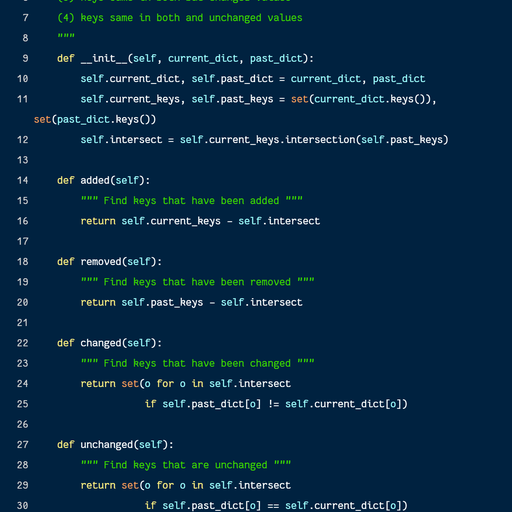 7 (4) keys same in both and unchanged values
8 """
9 def __init__(self, current_dict, past_dict):
10 self.current_dict, self.past_dict = current_dict, past_dict
11 self.current_keys, self.past_keys = set(current_dict.keys()),
set(past_dict.keys())
12 self.intersect = self.current_keys.intersection(self.past_keys)
13
14 def added(self):
15 """ Find keys that have been added """
16 return self.current_keys - self.intersect
17
18 def removed(self):
19 """ Find keys that have been removed """
20 return self.past_keys - self.intersect
21
22 def changed(self):
23 """ Find keys that have been changed """
24 return set(o for o in self.intersect
25 if self.past_dict[o] != self.current_dict[o])
26
27 def unchanged(self):
28 """ Find keys that are unchanged """
29 return set(o for o in self.intersect
30 if self.past_dict[o] == self.current_dict[o])